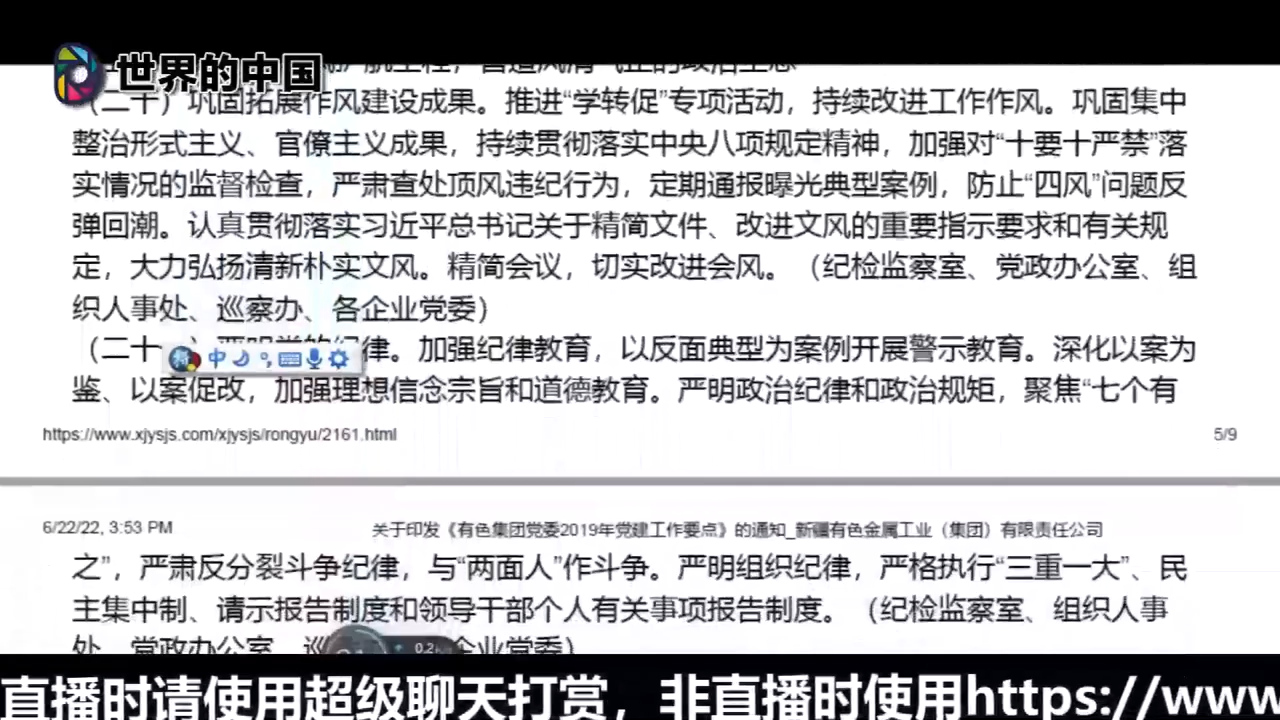 世界的中国
（二十）巩固拓展作风建设成果。推进“学转促”专项活动，持续改进工作作风。巩固集中
整治形式主义、官僚主义成果，持续贯彻落实中央八项规定精神，加强对“十要十严禁”落
实情况的监督检查，严肃查处顶风违纪行为，定期通报曝光典型案例，防止“四风”问题反
弹回潮。认真贯彻落实习近平总书记关于精简文件、改进文风的重要指示要求和有关规
定，大力弘扬清新朴实文风。精简会议，切实改进会风。（纪检监察室、党政办公室、组
织人事处、巡察办、各企业党委）
（二十 律。加强纪律教育，以反面典型为案例开展警示教育。深化以案为
中
鉴、以案促改，加强理想信念宗旨和道德教育。严明政治纪律和政治规矩，聚焦“七个有
https://www.xjysjs.com/xjysjs/rongyu/2161.html 5/9
6/22/22, 3:53 PM 关于印发《有色集团党委2019年党建工作要点》的通知_新疆有色金属工业（集团）有限责任公司
之”，严肃反分裂斗争纪律，与“两面人”作斗争。严明组织纪律，严格执行“三重一大”、民
主集中制、请示报告制度和领导干部个人有关事项报告制度。（纪检监察室、组织人事
处、党政办公室、 企业党委）
直播时请使用超级聊天打赏，非直播时使用https://www